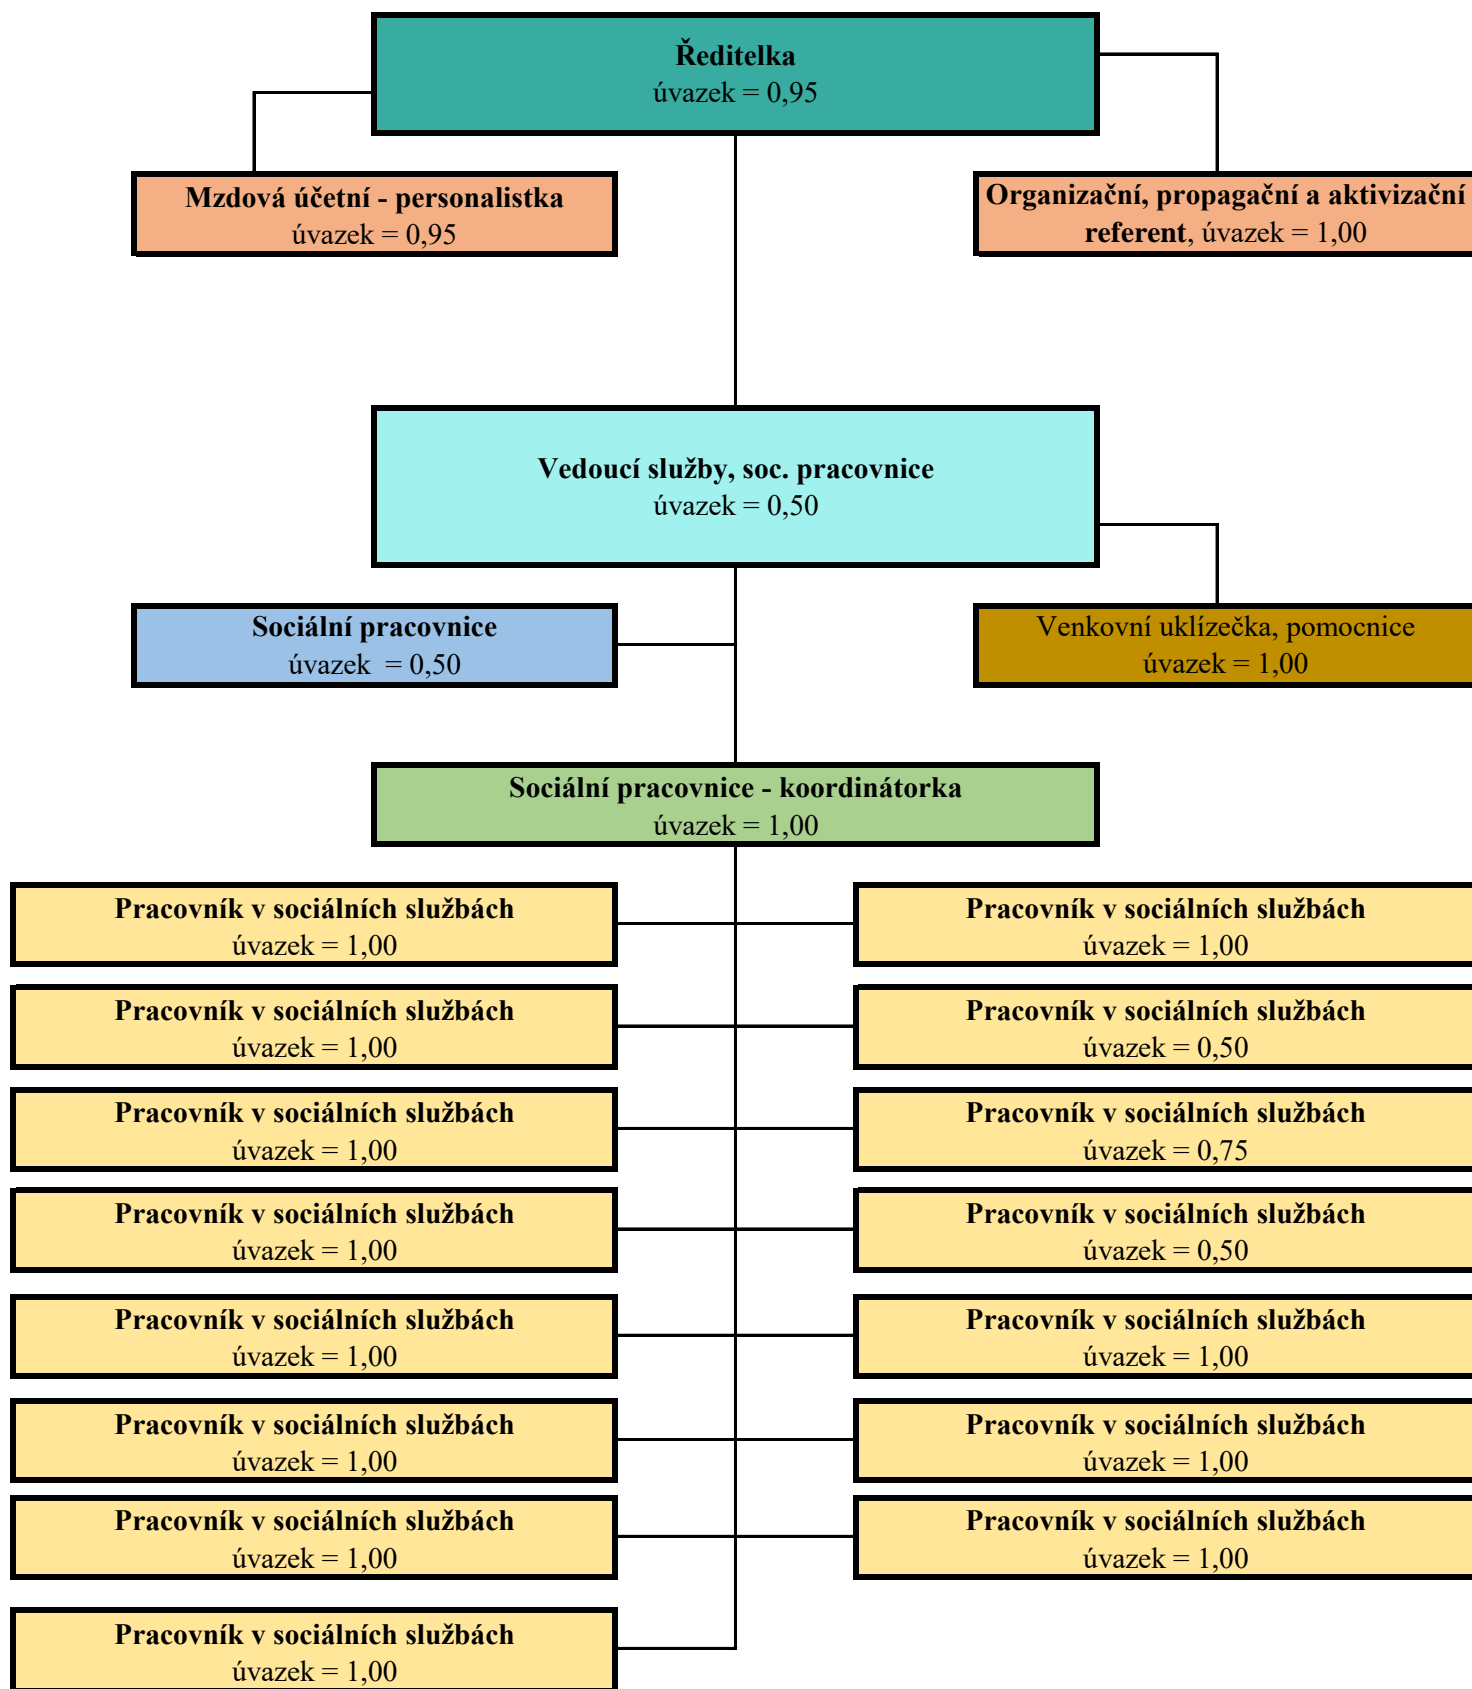 Ředitelka
úvazek = 0,95
Mzdová účetní - personalistka
úvazek = 0,95
Organizační, propagační a aktivizační
referent, úvazek = 1,00
Vedoucí služby, soc. pracovnice
úvazek = 0,50
Sociální pracovnice
úvazek = 0,50
Venkovní uklízečka, pomocnice
úvazek = 1,00
Sociální pracovnice - koordinátorka
úvazek = 1,00
Pracovník v sociálních službách
úvazek = 1,00
Pracovník v sociálních službách
úvazek = 1,00
Pracovník v sociálních službách
úvazek = 1,00
Pracovník v sociálních službách
úvazek = 0,50
Pracovník v sociálních službách
úvazek = 1,00
Pracovník v sociálních službách
úvazek = 0,75
Pracovník v sociálních službách
úvazek = 1,00
Pracovník v sociálních službách
úvazek = 0,50
Pracovník v sociálních službách
úvazek = 1,00
Pracovník v sociálních službách
úvazek = 1,00
Pracovník v sociálních službách
úvazek = 1,00
Pracovník v sociálních službách
úvazek = 1,00
Pracovník v sociálních službách
úvazek = 1,00
Pracovník v sociálních službách
úvazek = 1,00
Pracovník v sociálních službách
úvazek = 1,00